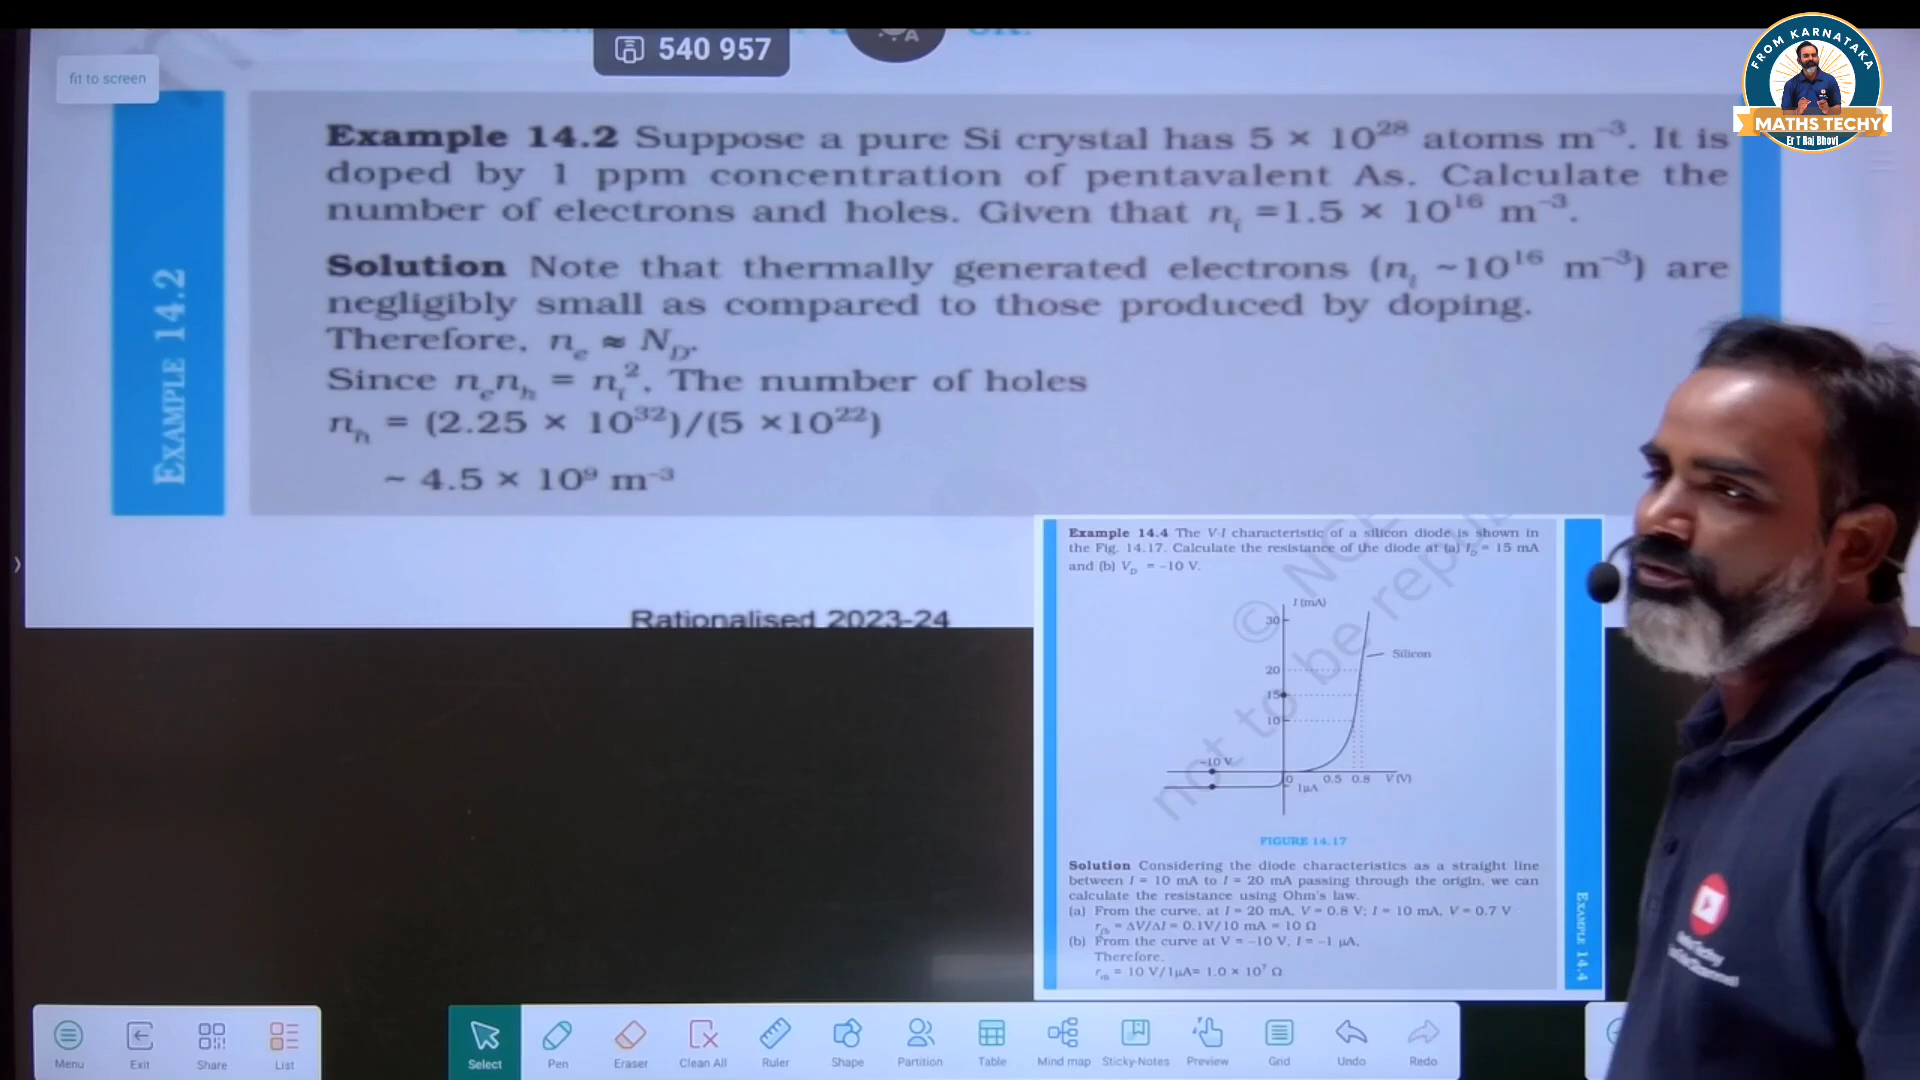 540 957
fit to screen
FROM KARNATAKA
MATHS TECHY
Er T Raj Bhovi
EXAMPLE 14.2
Example 14.2 Suppose a pure Si crystal has 5 × 10²⁸ atoms m⁻³. It is
doped by 1 ppm concentration of pentavalent As. Calculate the
number of electrons and holes. Given that nᵢ =1.5 × 10¹⁶ m⁻³.
Solution Note that thermally generated electrons (nᵢ ~10¹⁶ m⁻³) are
negligibly small as compared to those produced by doping.
Therefore, nₑ ≈ N_D.
Since nₑnₕ = nᵢ². The number of holes
nₕ = (2.25 × 10³²)/(5 ×10²²)
~ 4.5 × 10⁹ m⁻³
Rationalised 2023-24
Example 14.4 The V-I characteristic of a silicon diode is shown in
the Fig. 14.17. Calculate the resistance of the diode at (a) I_D = 15 mA
and (b) V_D = −10 V.
I (mA)
30
Silicon
20
15
10
−10 V
0 0.5 0.8 V (V)
1μA
© NCE
not to be rep
FIGURE 14.17
Solution Considering the diode characteristics as a straight line
between I = 10 mA to I = 20 mA passing through the origin, we can
calculate the resistance using Ohm's law.
(a) From the curve, at I = 20 mA, V = 0.8 V; I = 10 mA, V = 0.7 V
r_fb = ΔV/ΔI = 0.1V/10 mA = 10 Ω
(b) From the curve at V = −10 V, I = −1 μA,
Therefore,
r_rb = 10 V/1μA= 1.0 × 10⁷ Ω
EXAMPLE 14.4
Menu Exit Share List
Select Pen Eraser Clean All Ruler Shape Partition Table Mind map Sticky-Notes Preview Grid Undo Redo